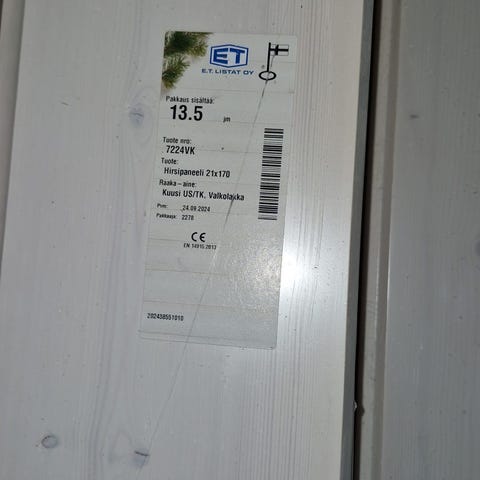 ET
E.T. LISTAT OY
Pakkaus sisältää:
13.5 jm
Tuote nro:
7224VK
Tuote:
Hirsipaneeli 21x170
Raaka-aine:
Kuusi US/TK, Valkolakka
Pvm: 24.09.2024
Pakkaaja: 2278
CE
EN 14915:2013
202438551010